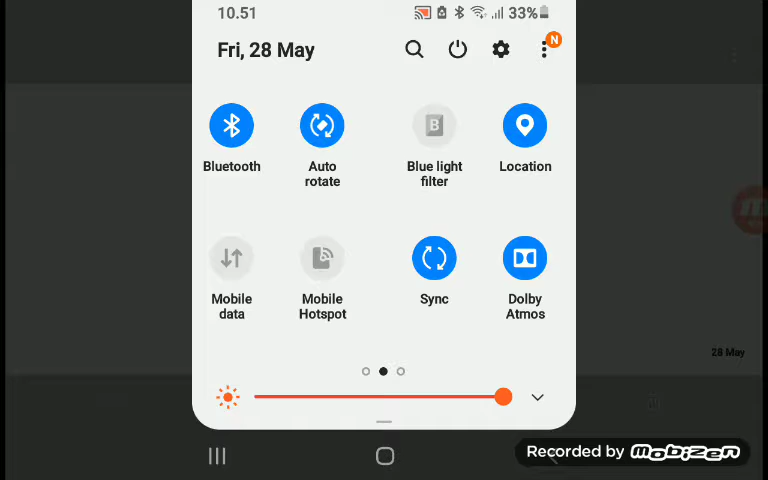 10.51
33%
Fri, 28 May
N
B
Bluetooth
Auto
rotate
Blue light
filter
Location
Mobile
data
Mobile
Hotspot
Sync
Dolby
Atmos
28 May
Recorded by Mobizen